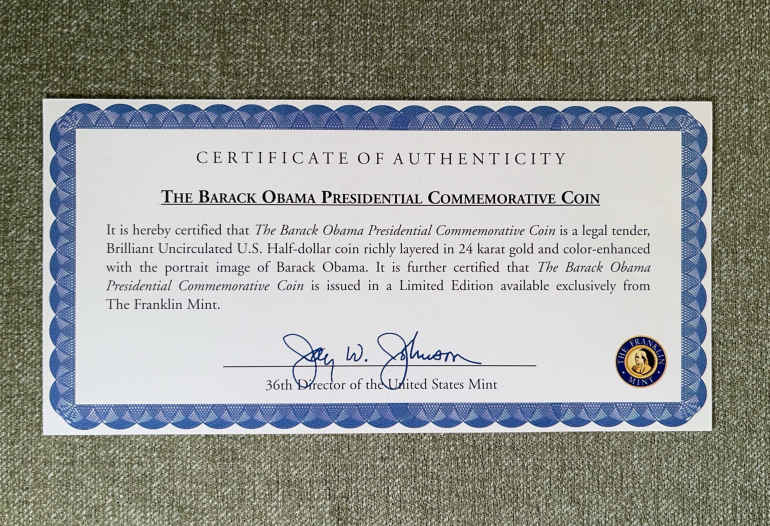 CERTIFICATE OF AUTHENTICITY
THE BARACK OBAMA PRESIDENTIAL COMMEMORATIVE COIN
It is hereby certified that The Barack Obama Presidential Commemorative Coin is a legal tender,
Brilliant Uncirculated U.S. Half-dollar coin richly layered in 24 karat gold and color-enhanced
with the portrait image of Barack Obama. It is further certified that The Barack Obama
Presidential Commemorative Coin is issued in a Limited Edition available exclusively from
The Franklin Mint.
Jay W. Johnson
36th Director of the United States Mint
THE FRANKLIN MINT